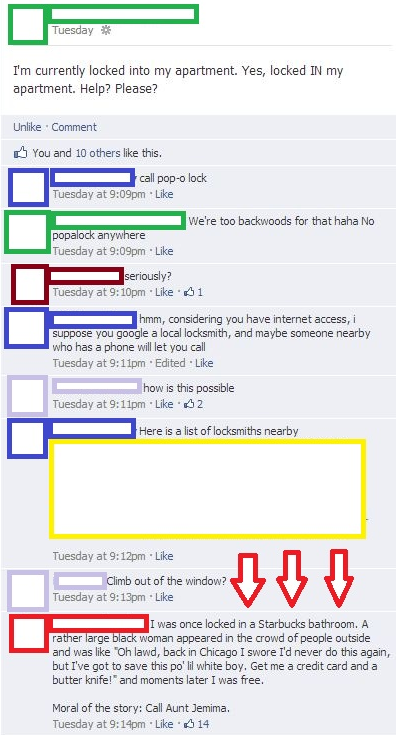 Tuesday
I'm currently locked into my apartment. Yes, locked IN my
apartment. Help? Please?
Unlike · Comment
You and 10 others like this.
call pop-o lock
Tuesday at 9:09pm · Like
We're too backwoods for that haha No
popalock anywhere
Tuesday at 9:09pm · Like
seriously?
Tuesday at 9:10pm · Like · 1
hmm, considering you have internet access, i
suppose you google a local locksmith, and maybe someone nearby
who has a phone will let you call
Tuesday at 9:11pm · Edited · Like
how is this possible
Tuesday at 9:11pm · Like · 2
Here is a list of locksmiths nearby
Tuesday at 9:12pm · Like
Climb out of the window?
Tuesday at 9:13pm · Like
I was once locked in a Starbucks bathroom. A
rather large black woman appeared in the crowd of people outside
and was like "Oh lawd, back in Chicago I swore I'd never do this again,
but I've got to save this po' lil white boy. Get me a credit card and a
butter knife!" and moments later I was free.
Moral of the story: Call Aunt Jemima.
Tuesday at 9:14pm · Like · 14